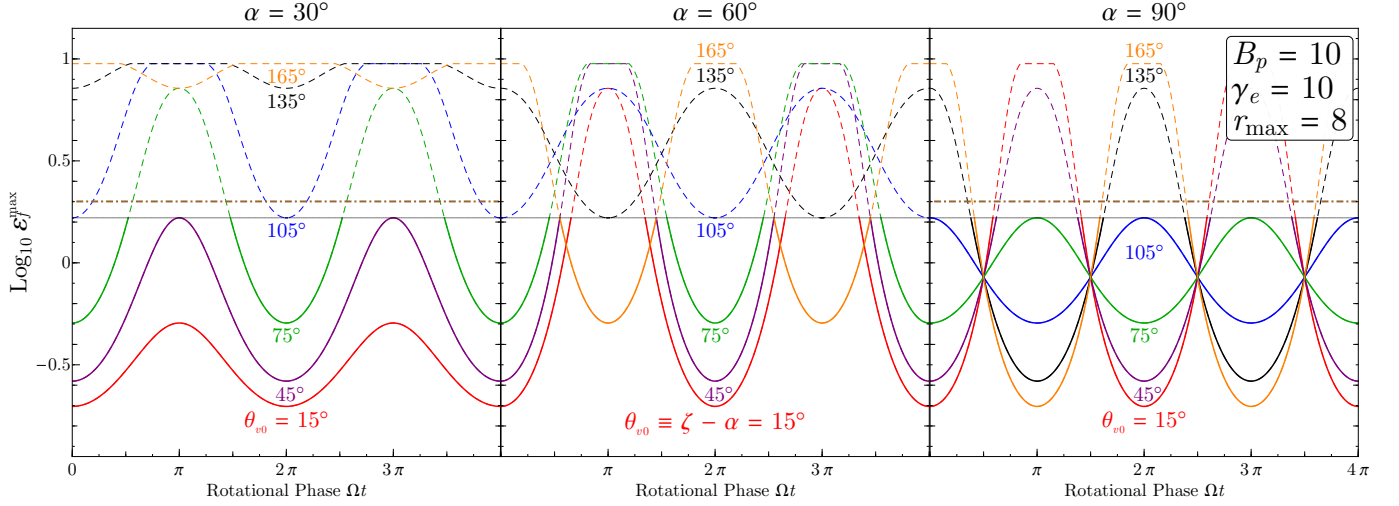 α = 30°
α = 60°
α = 90°
B_p = 10
γ_e = 10
r_max = 8
Log₁₀ ε_f^max
1
0.5
0
−0.5
165°
135°
105°
75°
45°
θ_v0 = 15°
165°
135°
105°
75°
45°
θ_v0 ≡ ζ − α = 15°
165°
135°
105°
75°
45°
θ_v0 = 15°
0 π 2π 3π π 2π 3π π 2π 3π 4π
Rotational Phase Ωt
Rotational Phase Ωt
Rotational Phase Ωt